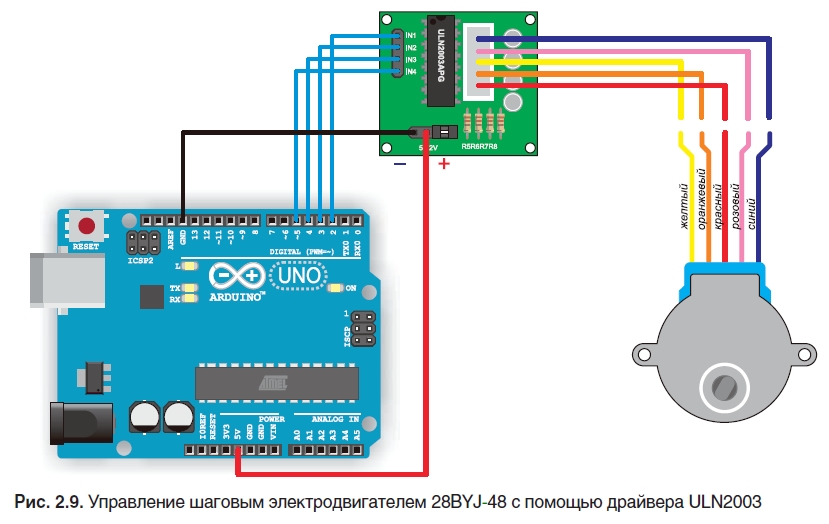 IN1
IN2
IN3
IN4
ULN2003APG
5-12V
R5R6R7R8
– +
желтый
оранжевый
красный
розовый
синий
RESET
ICSP2
AREF
GND
13
12
~11
~10
~9
8
7
~6
~5
4
3
2
TX0 1
RX0 0
DIGITAL (PWM=~)
L
TX
RX
UNO
ARDUINO™
ON
1
ISCP
ATMEL
POWER
ANALOG IN
IOREF
RESET
3V3
5V
GND
GND
VIN
A0
A1
A2
A3
A4
A5
Рис. 2.9. Управление шаговым электродвигателем 28BYJ-48 с помощью драйвера ULN2003